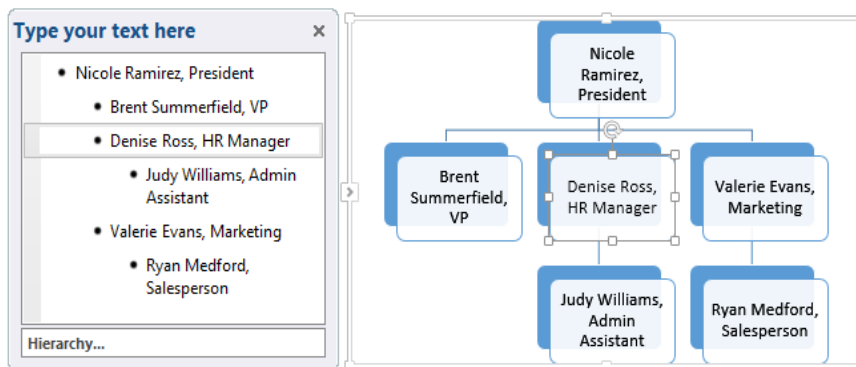 Type your text here
Nicole Ramirez, President
Brent Summerfield, VP
Denise Ross, HR Manager
Judy Williams, Admin
Assistant
Valerie Evans, Marketing
Ryan Medford,
Salesperson
Hierarchy...
Nicole
Ramirez,
President
Brent
Summerfield,
VP
Denise Ross,
HR Manager
Valerie Evans,
Marketing
Judy Williams,
Admin
Assistant
Ryan Medford,
Salesperson